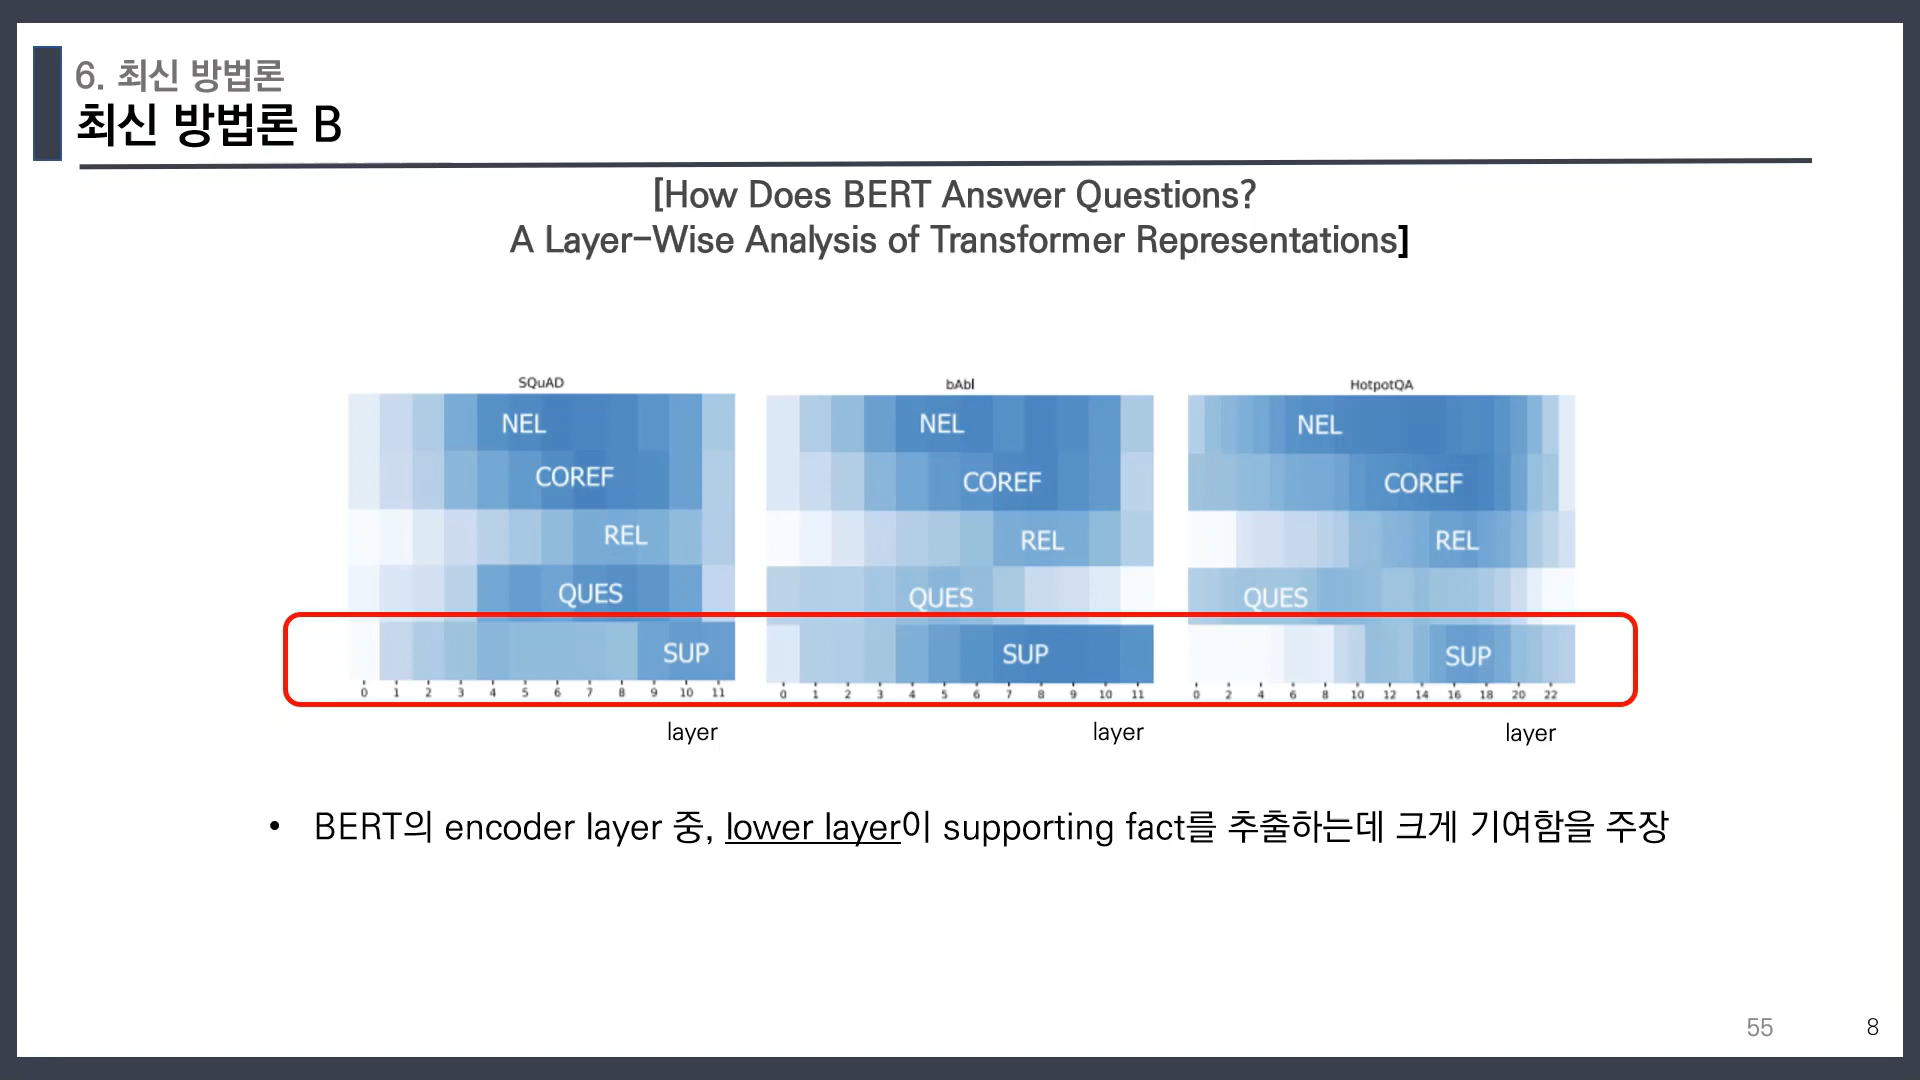 6. 최신 방법론
최신 방법론 B
[How Does BERT Answer Questions?
A Layer-Wise Analysis of Transformer Representations]
SQuAD
NEL
COREF
REL
QUES
SUP
0 1 2 3 4 5 6 7 8 9 10 11
layer
bAbI
NEL
COREF
REL
QUES
SUP
0 1 2 3 4 5 6 7 8 9 10 11
layer
HotpotQA
NEL
COREF
REL
QUES
SUP
0 2 4 6 8 10 12 14 16 18 20 22
layer
• BERT의 encoder layer 중, lower layer이 supporting fact를 추출하는데 크게 기여함을 주장
55
8